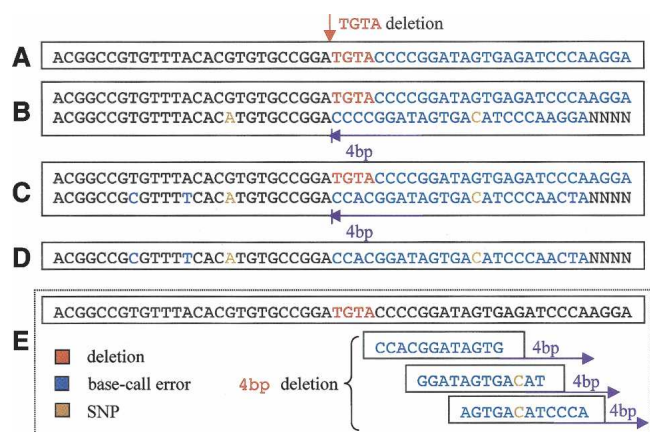 TGTA deletion
A ACGGCCGTGTTTACACGTGTGCCGGATGTACCCCGGATAGTGAGATCCCAAGGA
B
ACGGCCGTGTTTACACGTGTGCCGGATGTACCCCGGATAGTGAGATCCCAAGGA
ACGGCCGTGTTTACACATGTGCCGGACCCCGGATAGTGACATCCCAAGGANNNN
4bp
C
ACGGCCGTGTTTACACGTGTGCCGGATGTACCCCGGATAGTGAGATCCCAAGGA
ACGGCCGCGTTTTCACATGTGCCGGACCACGGATAGTGACATCCCAACTANNNN
4bp
D ACGGCCGCGTTTTCACATGTGCCGGACCACGGATAGTGACATCCCAACTANNNN
ACGGCCGTGTTTACACGTGTGCCGGATGTACCCCGGATAGTGAGATCCCAAGGA
E
deletion
base-call error
SNP
4bp deletion
CCACGGATAGTG 4bp
GGATAGTGACAT 4bp
AGTGACATCCCA 4bp